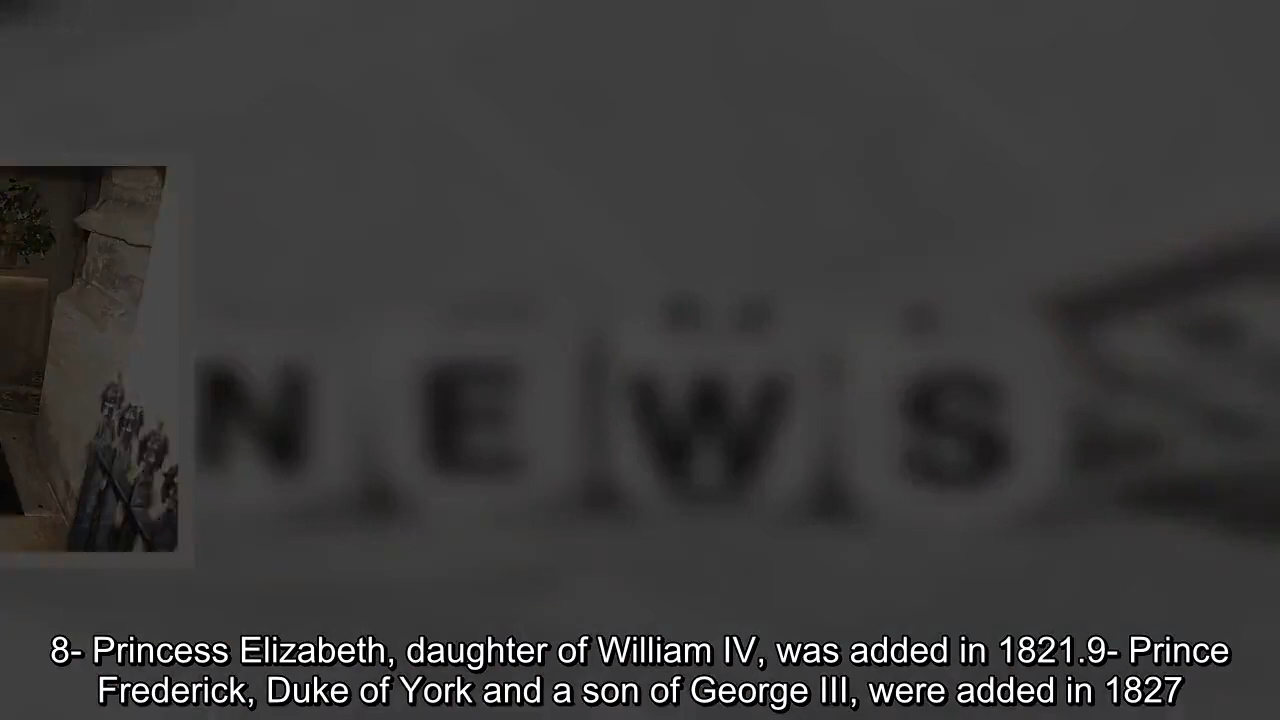 N E W S
8- Princess Elizabeth, daughter of William IV, was added in 1821.9- Prince
Frederick, Duke of York and a son of George III, were added in 1827